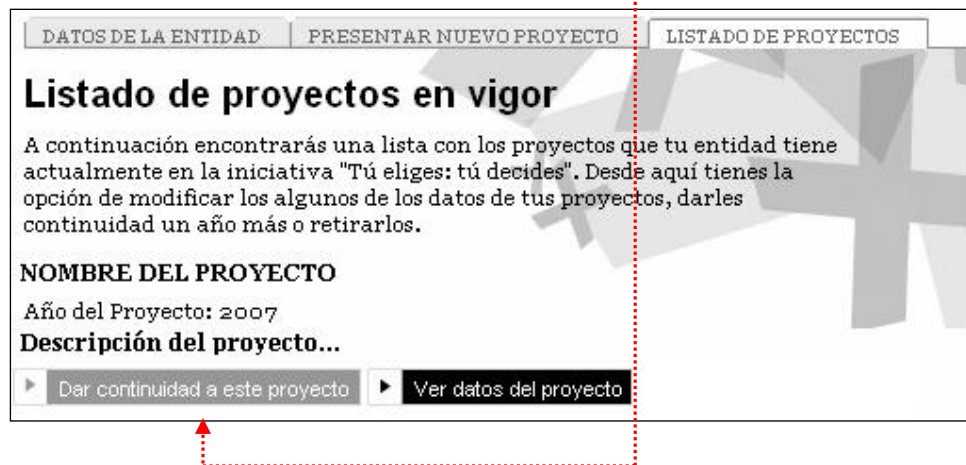 DATOS DE LA ENTIDAD PRESENTAR NUEVO PROYECTO LISTADO DE PROYECTOS
Listado de proyectos en vigor
A continuación encontrarás una lista con los proyectos que tu entidad tiene
actualmente en la iniciativa "Tú eliges: tú decides". Desde aquí tienes la
opción de modificar los algunos de los datos de tus proyectos, darles
continuidad un año más o retirarlos.
NOMBRE DEL PROYECTO
Año del Proyecto: 2007
Descripción del proyecto...
Dar continuidad a este proyecto Ver datos del proyecto